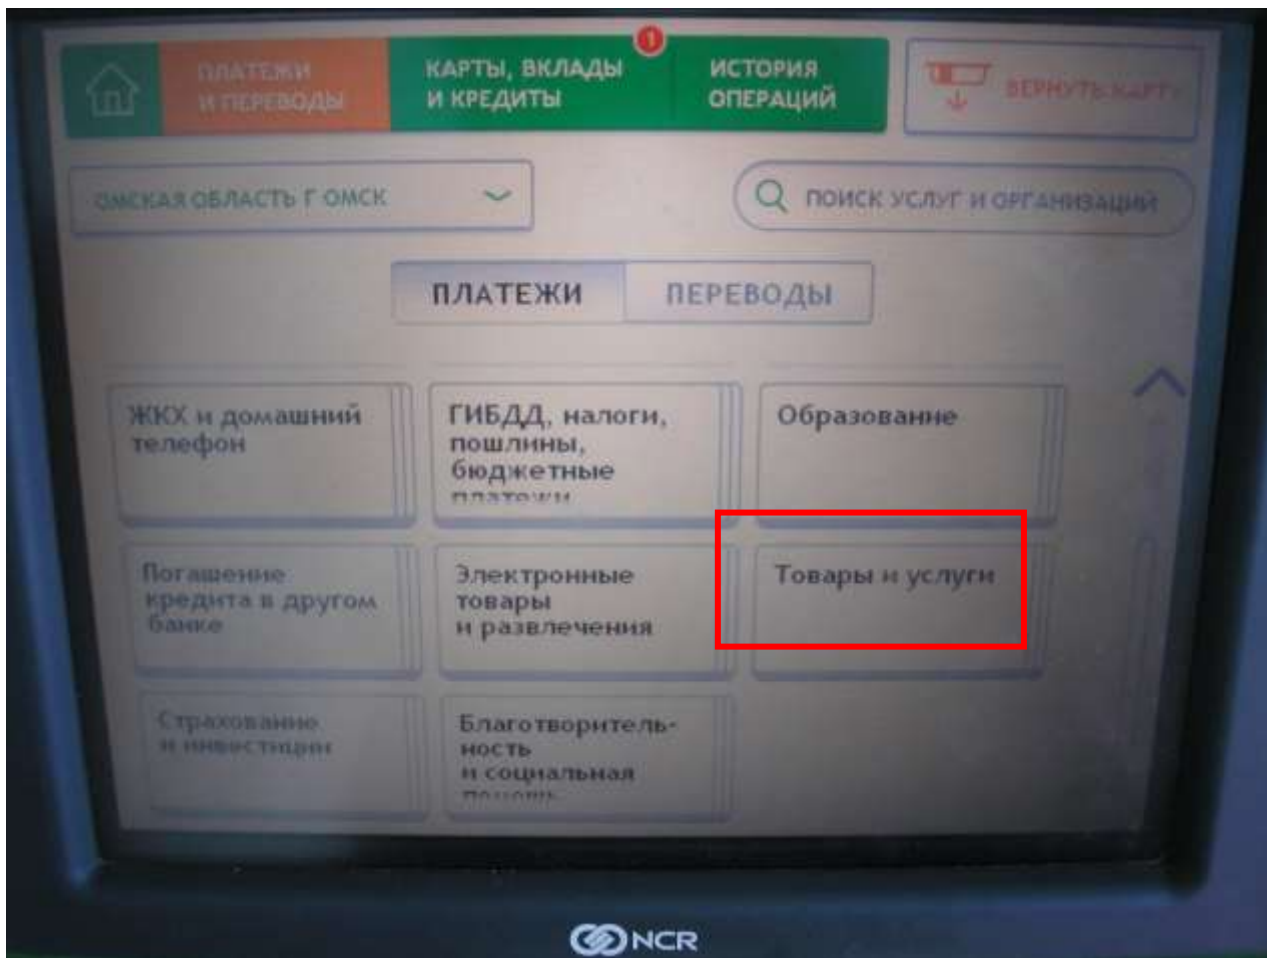 ПЛАТЕЖИ
И ПЕРЕВОДЫ
КАРТЫ, ВКЛАДЫ
И КРЕДИТЫ
1
ИСТОРИЯ
ОПЕРАЦИЙ
ВЕРНУТЬ КАРТУ
ОМСКАЯ ОБЛАСТЬ Г ОМСК
ПОИСК УСЛУГ И ОРГАНИЗАЦИЙ
ПЛАТЕЖИ
ПЕРЕВОДЫ
ЖКХ и домашний
телефон
ГИБДД, налоги,
пошлины,
бюджетные
платежи
Образование
Погашение
кредита в другом
банке
Электронные
товары
и развлечения
Товары и услуги
Страхование
и инвестиции
Благотворитель-
ность
и социальная
помощь
NCR